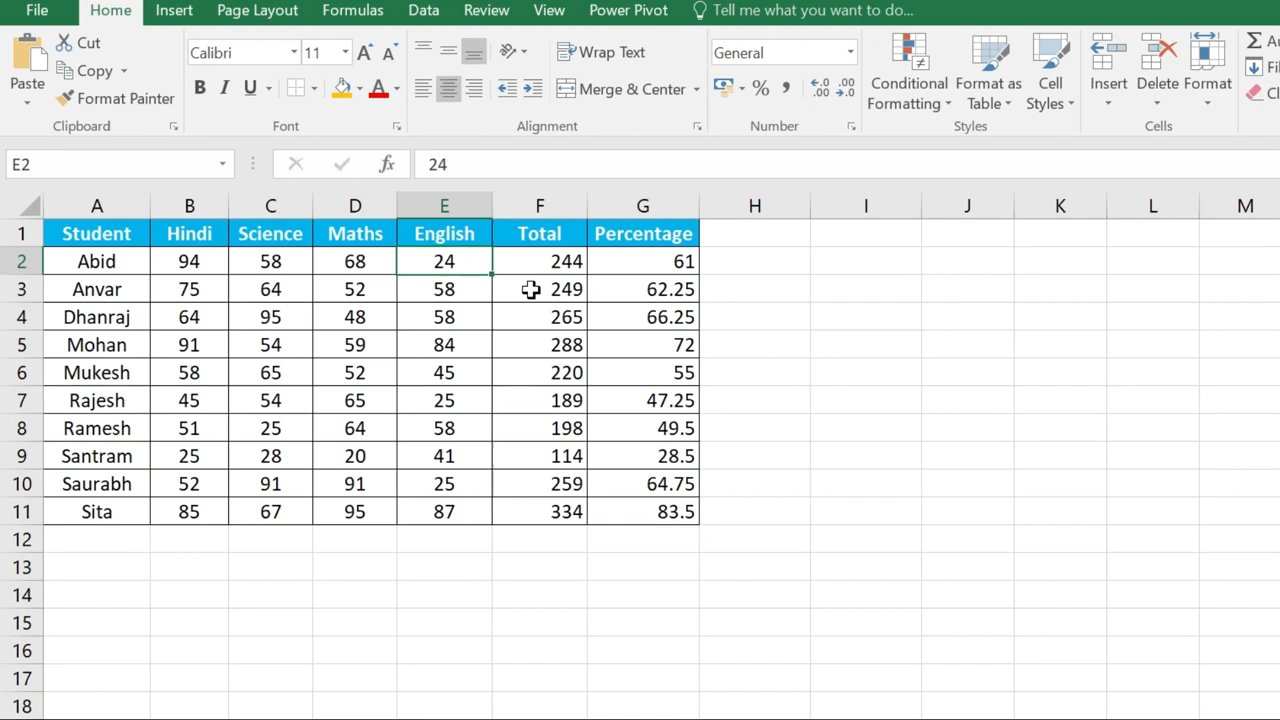 File Home Insert Page Layout Formulas Data Review View Power Pivot Tell me what you want to do...
Cut
Copy
Format Painter
Paste
Clipboard
Calibri 11
B I U
Font
Wrap Text
Merge & Center
Alignment
General
%
Number
Conditional Formatting
Format as Table
Cell Styles
Styles
Insert Delete Format
Cells
E2 fx 24
A B C D E F G H I J K L M
1 Student Hindi Science Maths English Total Percentage
2 Abid 94 58 68 24 244 61
3 Anvar 75 64 52 58 249 62.25
4 Dhanraj 64 95 48 58 265 66.25
5 Mohan 91 54 59 84 288 72
6 Mukesh 58 65 52 45 220 55
7 Rajesh 45 54 65 25 189 47.25
8 Ramesh 51 25 64 58 198 49.5
9 Santram 25 28 20 41 114 28.5
10 Saurabh 52 91 91 25 259 64.75
11 Sita 85 67 95 87 334 83.5
12
13
14
15
16
17
18